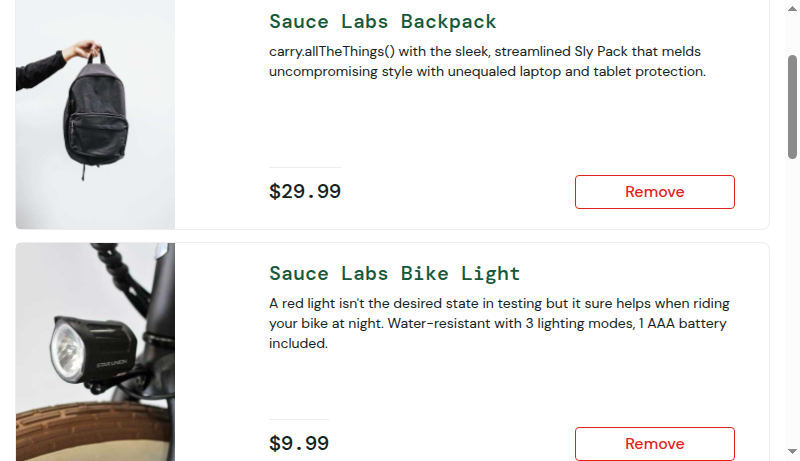 Sauce Labs Backpack
carry.allTheThings() with the sleek, streamlined Sly Pack that melds
uncompromising style with unequaled laptop and tablet protection.
$29.99
Remove
Sauce Labs Bike Light
A red light isn't the desired state in testing but it sure helps when riding
your bike at night. Water-resistant with 3 lighting modes, 1 AAA battery
included.
$9.99
Remove